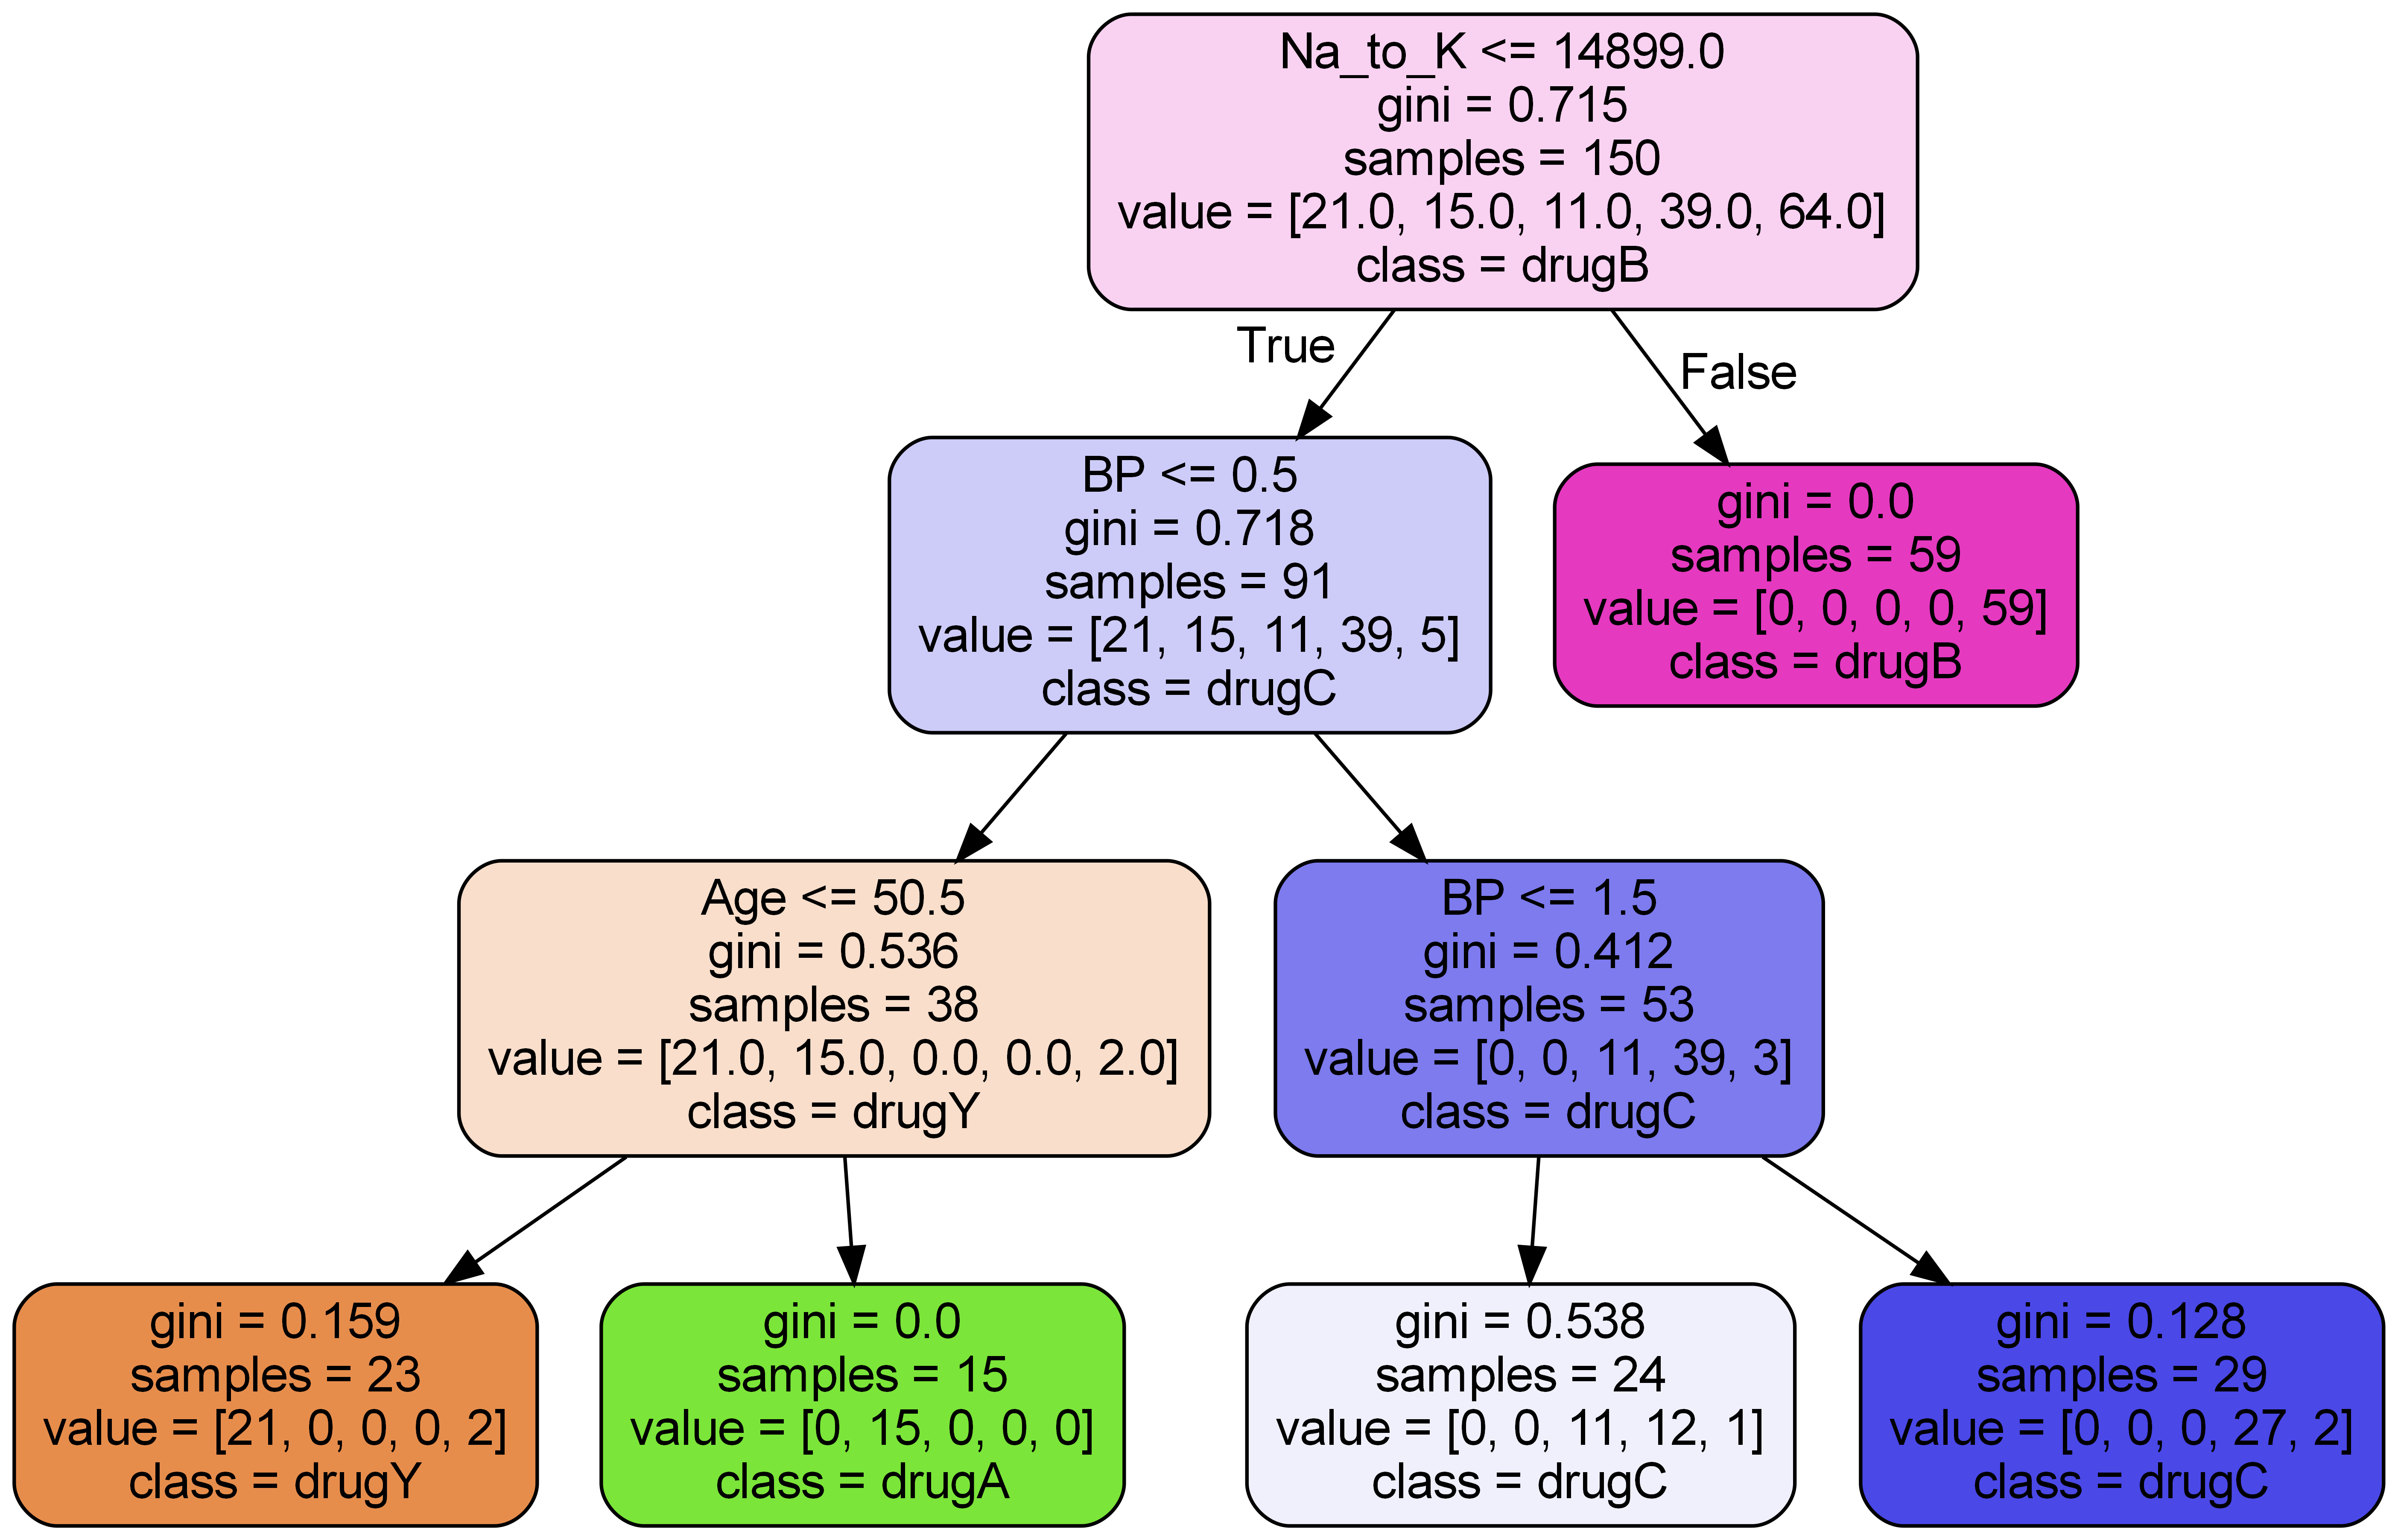 Na_to_K <= 14899.0
gini = 0.715
samples = 150
value = [21.0, 15.0, 11.0, 39.0, 64.0]
class = drugB
True
False
BP <= 0.5
gini = 0.718
samples = 91
value = [21, 15, 11, 39, 5]
class = drugC
gini = 0.0
samples = 59
value = [0, 0, 0, 0, 59]
class = drugB
Age <= 50.5
gini = 0.536
samples = 38
value = [21.0, 15.0, 0.0, 0.0, 2.0]
class = drugY
BP <= 1.5
gini = 0.412
samples = 53
value = [0, 0, 11, 39, 3]
class = drugC
gini = 0.159
samples = 23
value = [21, 0, 0, 0, 2]
class = drugY
gini = 0.0
samples = 15
value = [0, 15, 0, 0, 0]
class = drugA
gini = 0.538
samples = 24
value = [0, 0, 11, 12, 1]
class = drugC
gini = 0.128
samples = 29
value = [0, 0, 0, 27, 2]
class = drugC